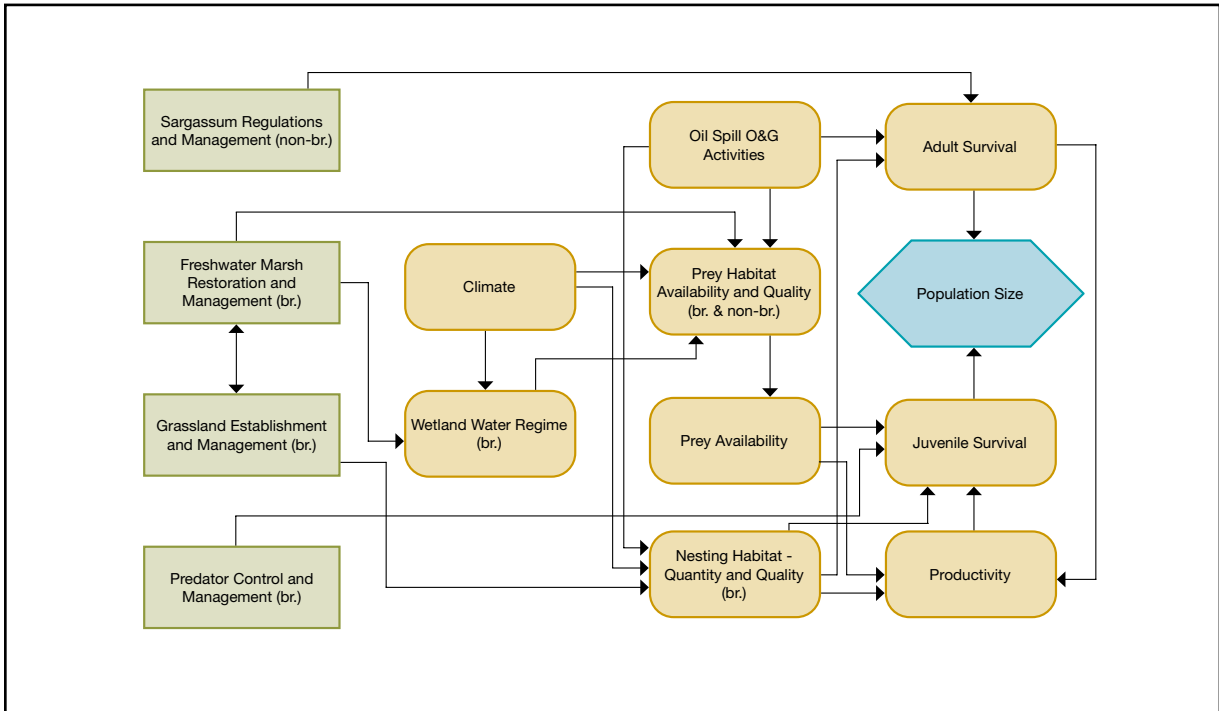 Sargassum Regulations
and Management (non-br.)
Oil Spill O&G
Activities
Adult Survival
Freshwater Marsh
Restoration and
Management (br.)
Climate
Prey Habitat
Availability and Quality
(br. & non-br.)
Population Size
Grassland Establishment
and Management (br.)
Wetland Water Regime
(br.)
Prey Availability
Juvenile Survival
Predator Control and
Management (br.)
Nesting Habitat -
Quantity and Quality
(br.)
Productivity